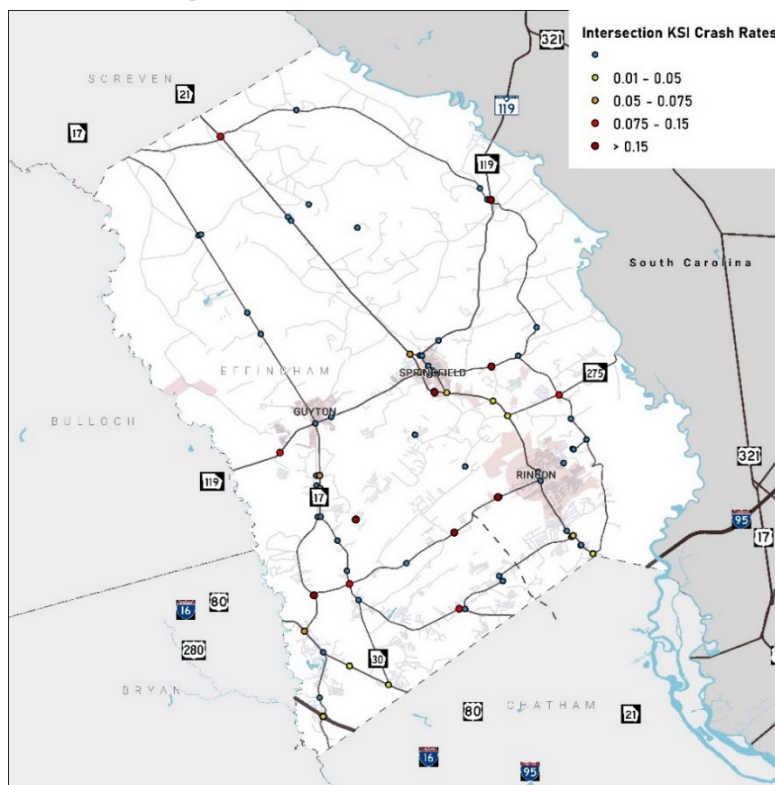 Intersection KSI Crash Rates
0.01 - 0.05
0.05 - 0.075
0.075 - 0.15
> 0.15
321
SCREVEN
21
119
17
119
South Carolina
EFFINGHAM
SPRINGFIELD
275
GUYTON
BULLOCH
321
119
RINCON
17
95
17
80
16
280
30
BRYAN
CHATHAM
80
21
16
95